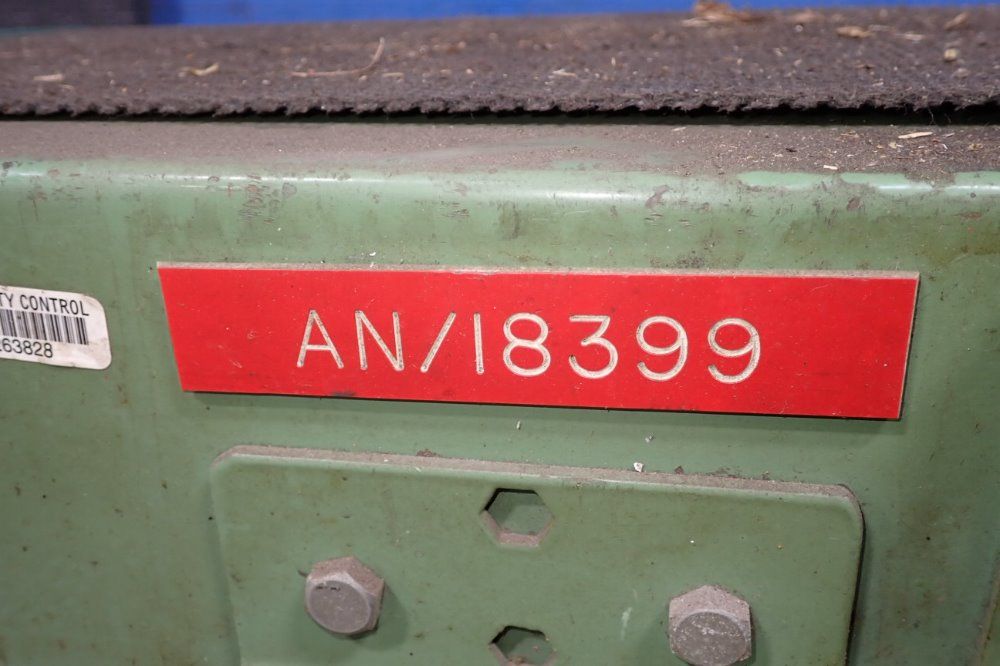 TY CONTROL
63828
AN/18399